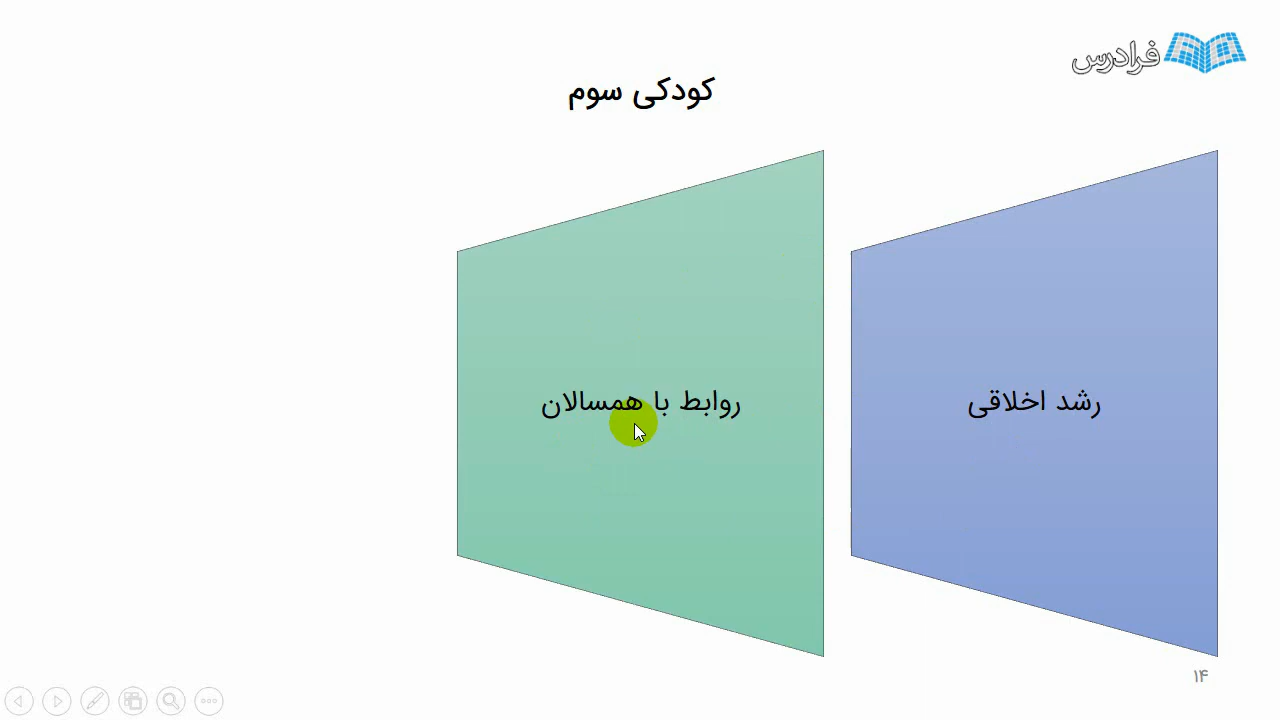 فرادرس
کودکی سوم
رشد اخلاقی
روابط با همسالان
۱۴